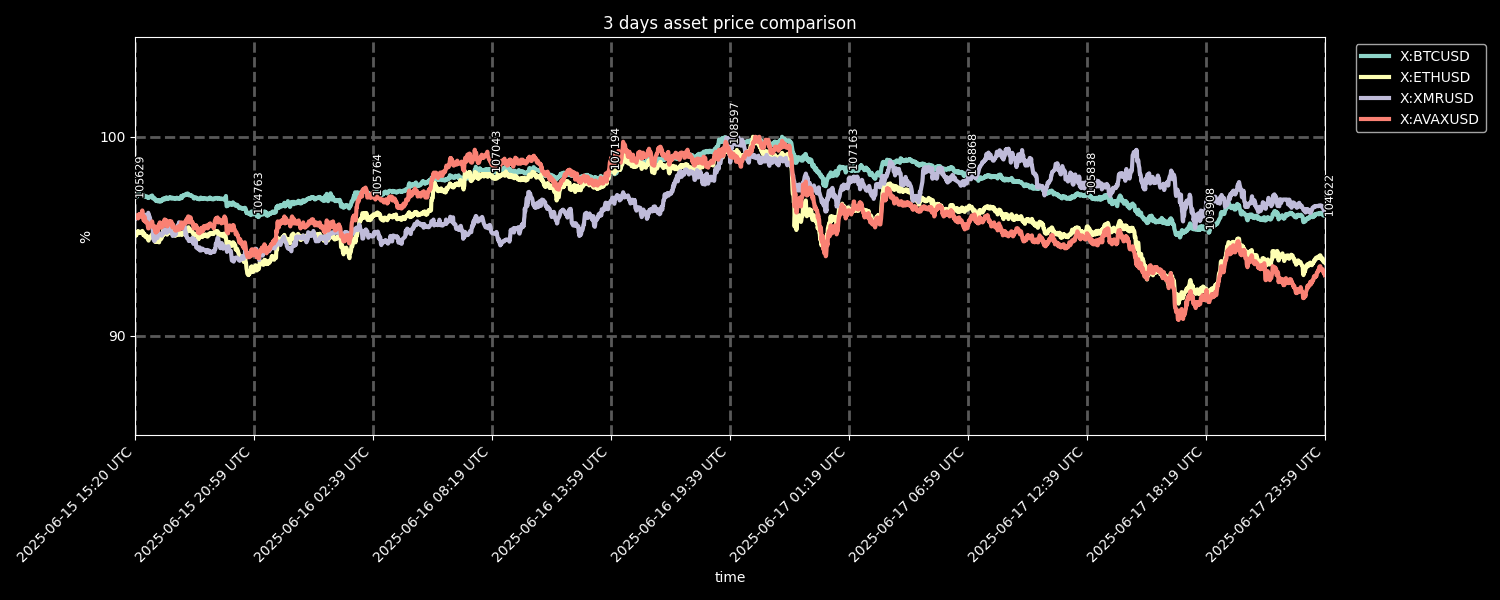 3 days asset price comparison
X:BTCUSD
X:ETHUSD
X:XMRUSD
X:AVAXUSD
100
90
%
105629
104763
105764
107043
107194
108597
107163
106868
105838
103908
104622
2025-06-15 15:20 UTC
2025-06-15 20:59 UTC
2025-06-16 02:39 UTC
2025-06-16 08:19 UTC
2025-06-16 13:59 UTC
2025-06-16 19:39 UTC
2025-06-17 01:19 UTC
2025-06-17 06:59 UTC
2025-06-17 12:39 UTC
2025-06-17 18:19 UTC
2025-06-17 23:59 UTC
time